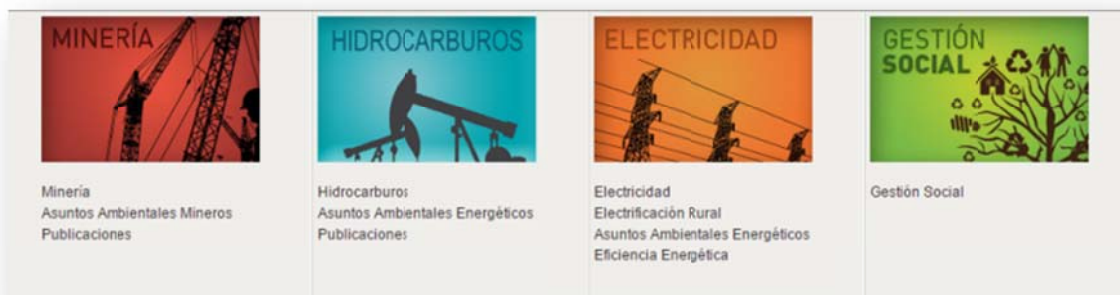 MINERÍA
HIDROCARBUROS
ELECTRICIDAD
GESTIÓN
SOCIAL
Minería
Asuntos Ambientales Mineros
Publicaciones
Hidrocarburos
Asuntos Ambientales Energéticos
Publicaciones
Electricidad
Electrificación Rural
Asuntos Ambientales Energéticos
Eficiencia Energética
Gestión Social